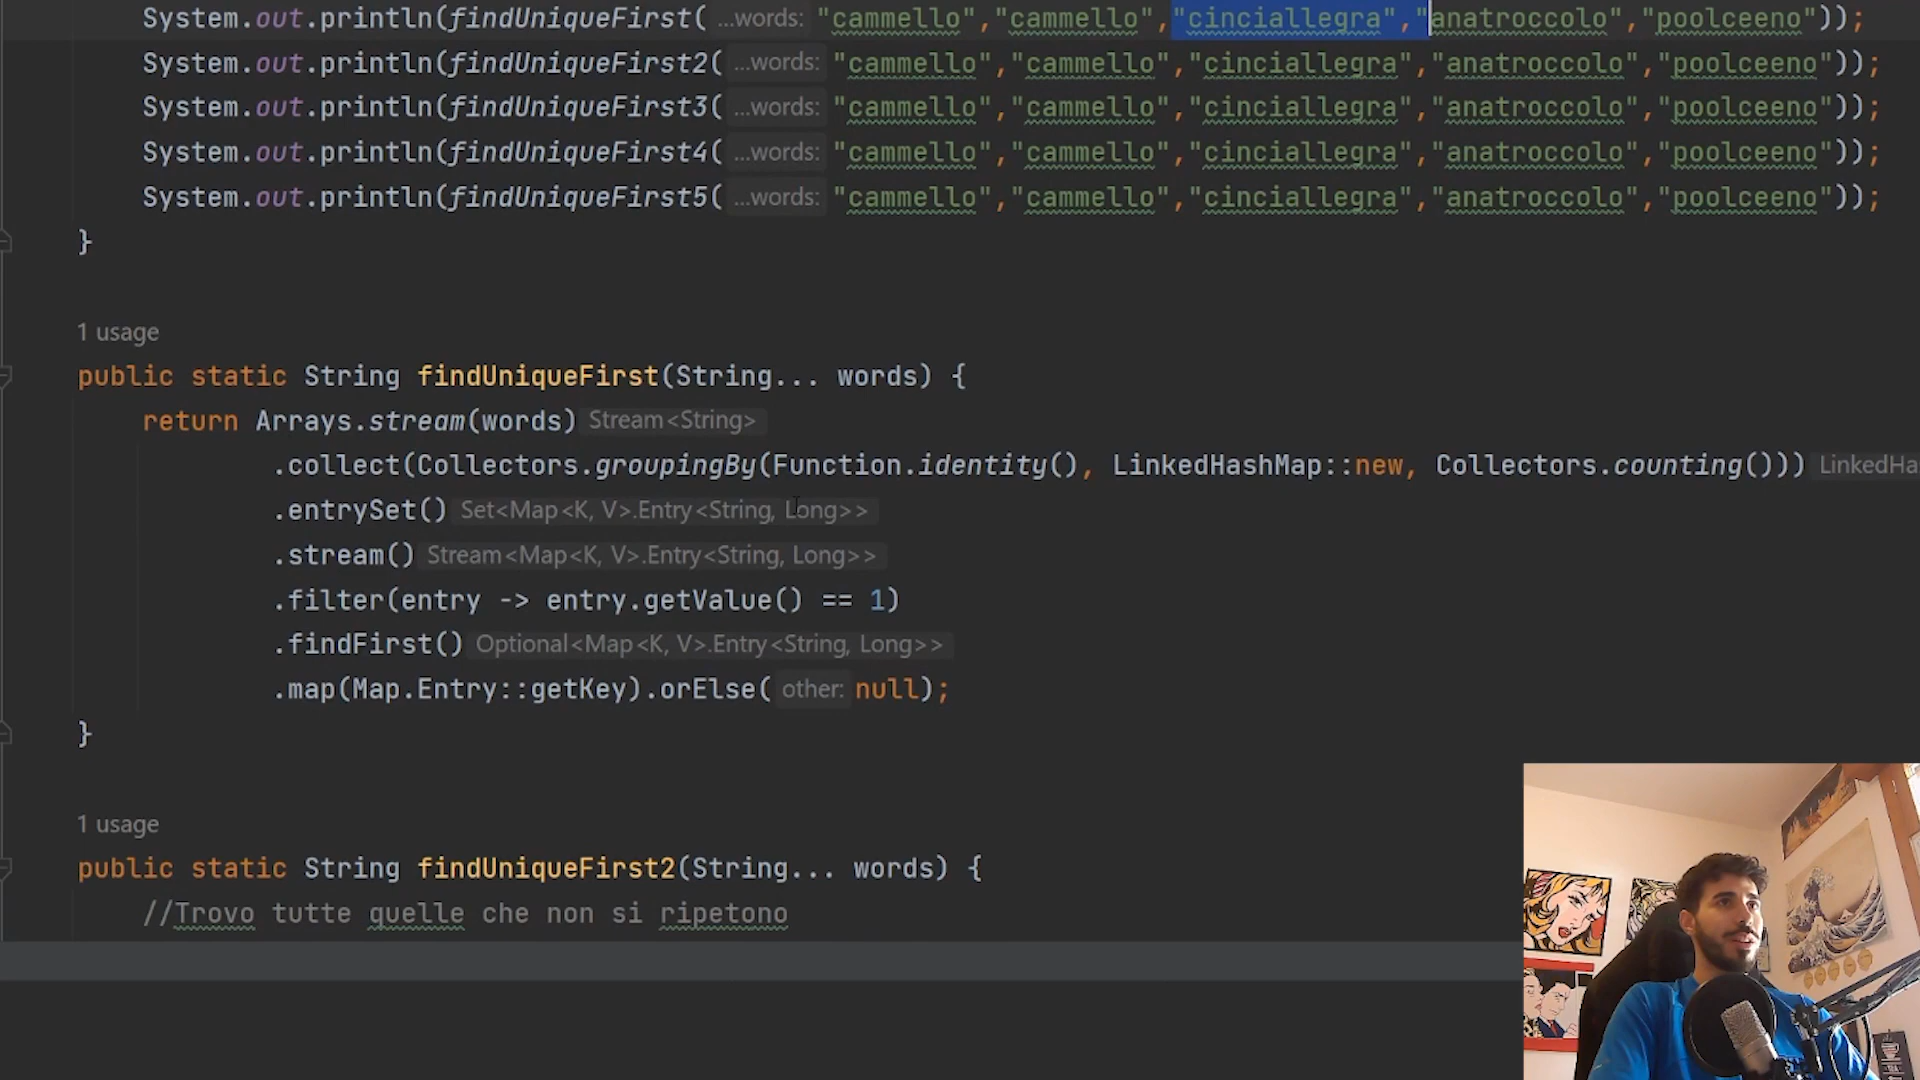 System.out.println(findUniqueFirst( ...words: "cammello","cammello","cinciallegra","anatroccolo","poolceeno"));
System.out.println(findUniqueFirst2( ...words: "cammello","cammello","cinciallegra","anatroccolo","poolceeno"));
System.out.println(findUniqueFirst3( ...words: "cammello","cammello","cinciallegra","anatroccolo","poolceeno"));
System.out.println(findUniqueFirst4( ...words: "cammello","cammello","cinciallegra","anatroccolo","poolceeno"));
System.out.println(findUniqueFirst5( ...words: "cammello","cammello","cinciallegra","anatroccolo","poolceeno"));
}
1 usage
public static String findUniqueFirst(String... words) {
return Arrays.stream(words) Stream<String>
.collect(Collectors.groupingBy(Function.identity(), LinkedHashMap::new, Collectors.counting())) LinkedHa
.entrySet() Set<Map<K, V>.Entry<String, Long>>
.stream() Stream<Map<K, V>.Entry<String, Long>>
.filter(entry -> entry.getValue() == 1)
.findFirst() Optional<Map<K, V>.Entry<String, Long>>
.map(Map.Entry::getKey).orElse( other: null);
}
1 usage
public static String findUniqueFirst2(String... words) {
//Trovo tutte quelle che non si ripetono